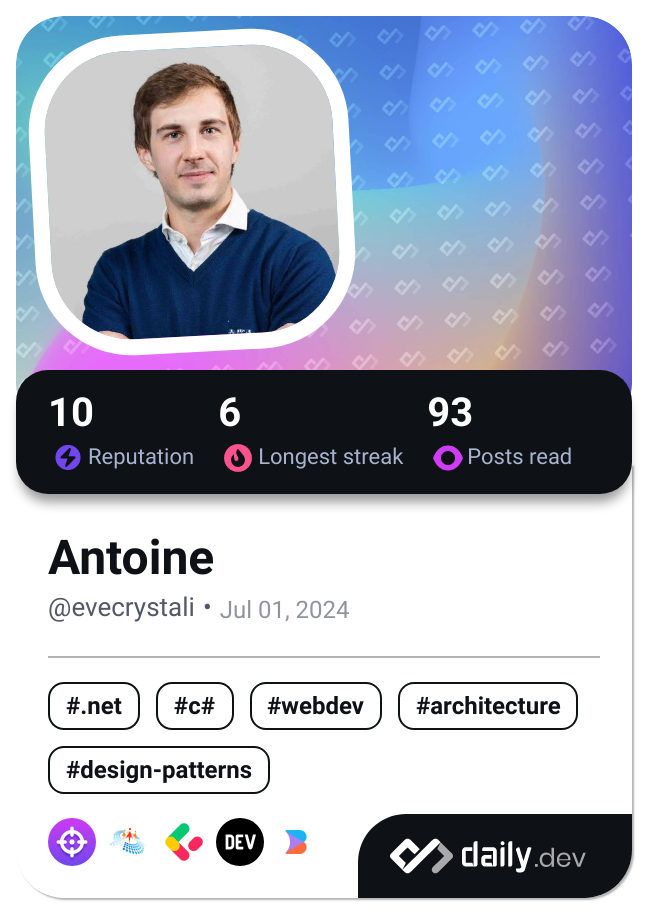 10 6 93
Reputation Longest streak Posts read
Antoine
@evecrystali • Jul 01, 2024
#.net #c# #webdev #architecture
#design-patterns
DEV
daily.dev